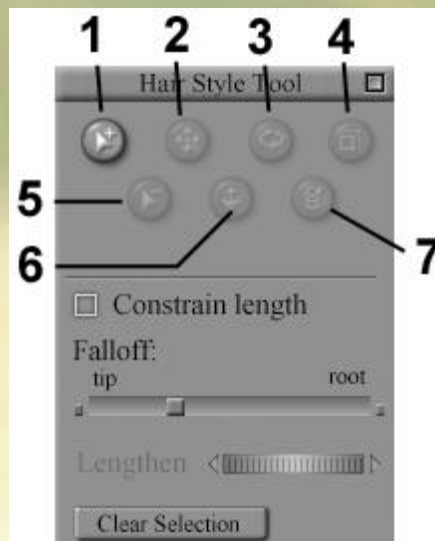 1 2 3 4
Hair Style Tool
5
6
7
Constrain length
Falloff:
tip root
Lengthen
Clear Selection